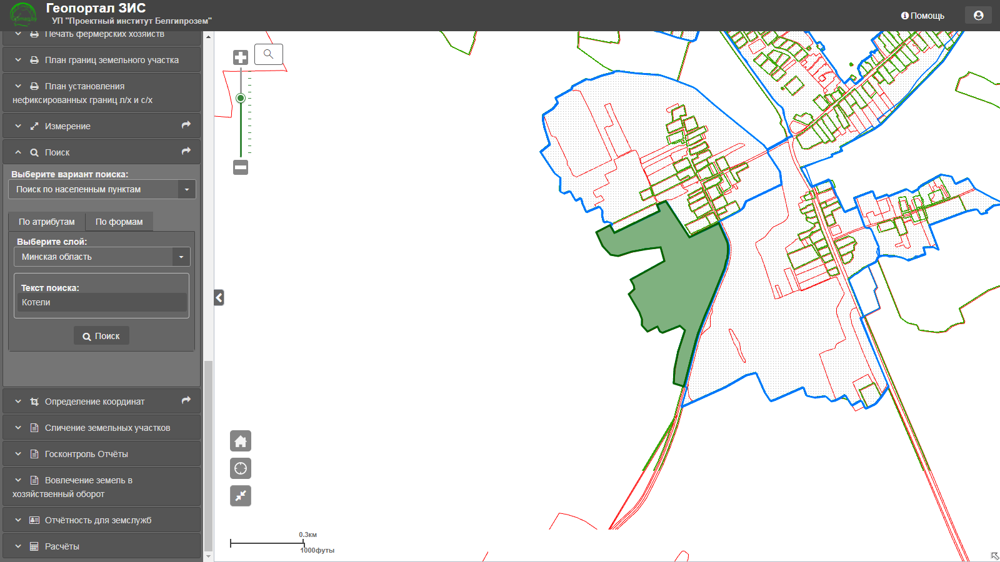 Геопортал ЗИС
УП "Проектный институт Белгипрозем"
Помощь
Печать фермерских хозяйств
План границ земельного участка
План установления
нефиксированных границ л/х и с/х
Измерение
Поиск
Выберите вариант поиска:
Поиск по населенным пунктам
По атрибутам
По формам
Выберите слой:
Минская область
Текст поиска:
Котели
Поиск
Определение координат
Сличение земельных участков
Госконтроль Отчёты
Вовлечение земель в
хозяйственный оборот
Отчётность для земслужб
Расчёты
0.3км
1000футы